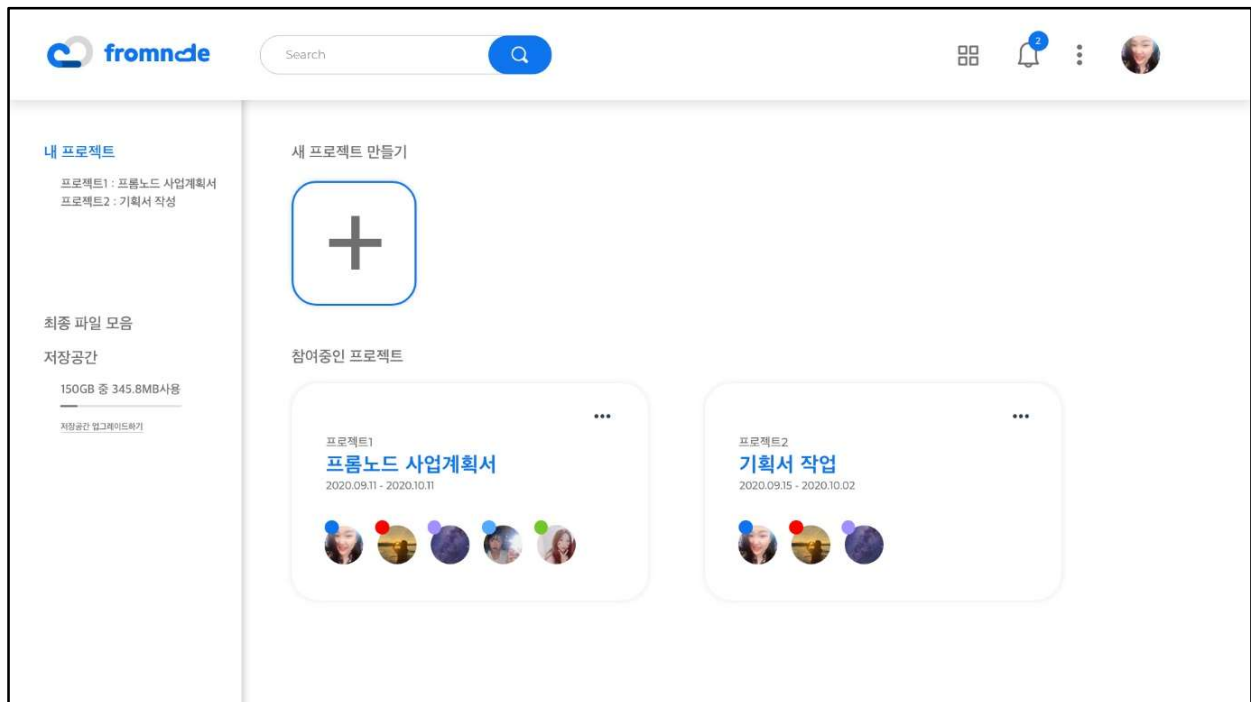 fromnode
Search
2
내 프로젝트
프로젝트1 : 프롬노드 사업계획서
프로젝트2 : 기획서 작성
최종 파일 모음
저장공간
150GB 중 345.8MB사용
저장공간 업그레이드하기
새 프로젝트 만들기
참여중인 프로젝트
프로젝트1
프롬노드 사업계획서
2020.09.11 - 2020.10.11
프로젝트2
기획서 작업
2020.09.15 - 2020.10.02